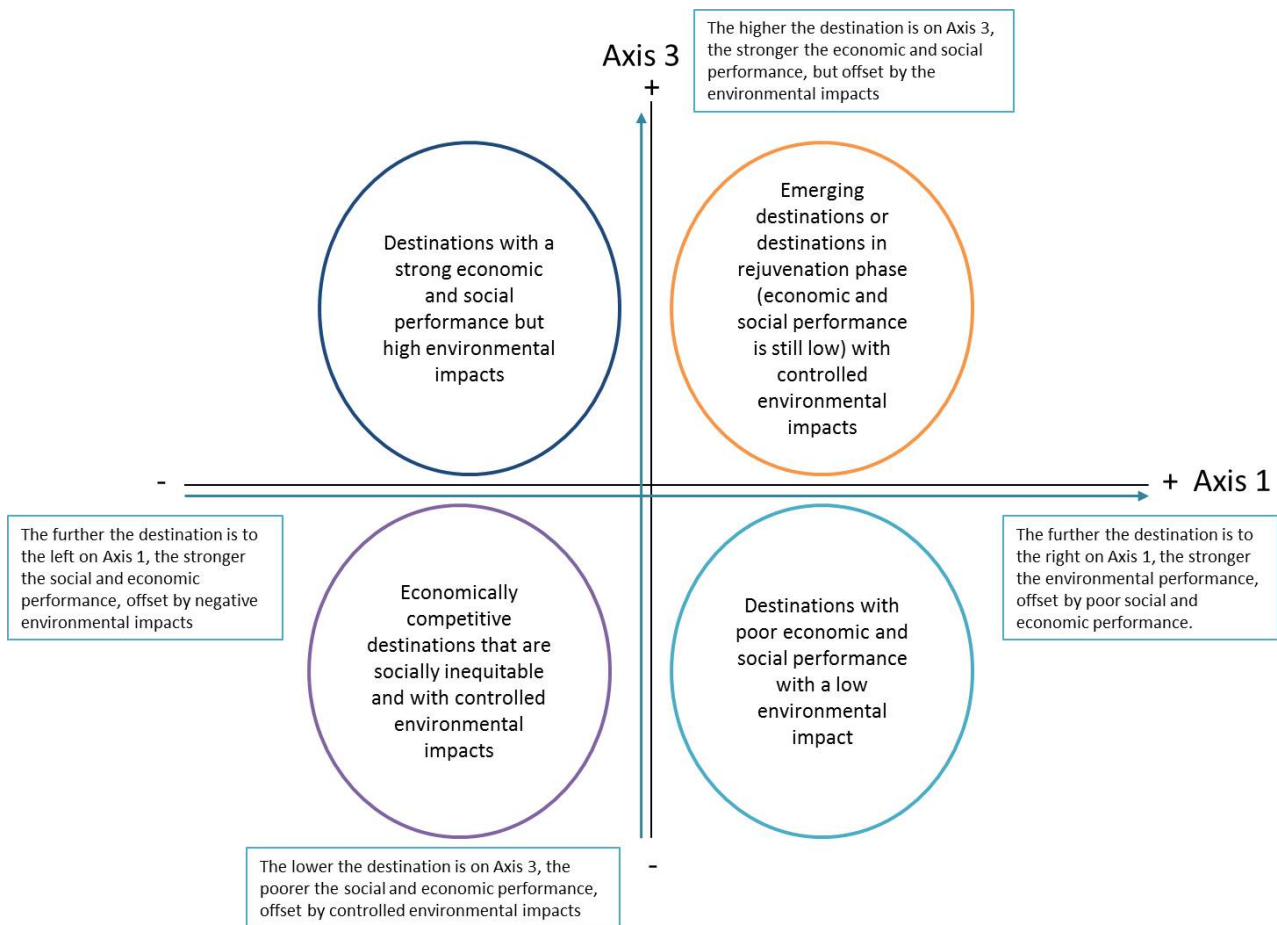 Axis 3
+
The higher the destination is on Axis 3,
the stronger the economic and social
performance, but offset by the
environmental impacts
Destinations with a
strong economic
and social
performance but
high environmental
impacts
Emerging
destinations or
destinations in
rejuvenation phase
(economic and
social performance
is still low) with
controlled
environmental
impacts
-
+ Axis 1
The further the destination is to
the left on Axis 1, the stronger
the social and economic
performance, offset by negative
environmental impacts
The further the destination is to
the right on Axis 1, the stronger
the environmental performance,
offset by poor social and
economic performance.
Economically
competitive
destinations that are
socially inequitable
and with controlled
environmental
impacts
Destinations with
poor economic and
social performance
with a low
environmental
impact
The lower the destination is on Axis 3, the
poorer the social and economic performance,
offset by controlled environmental impacts
-